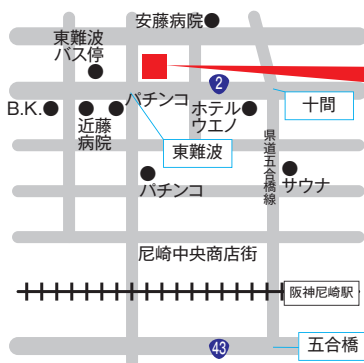 安藤病院
東難波
バス停
2
十間
B.K.
近藤
病院
パチンコ
ホテル
ウエノ
東難波
県道五合橋線
パチンコ
サウナ
尼崎中央商店街
阪神尼崎駅
43
五合橋